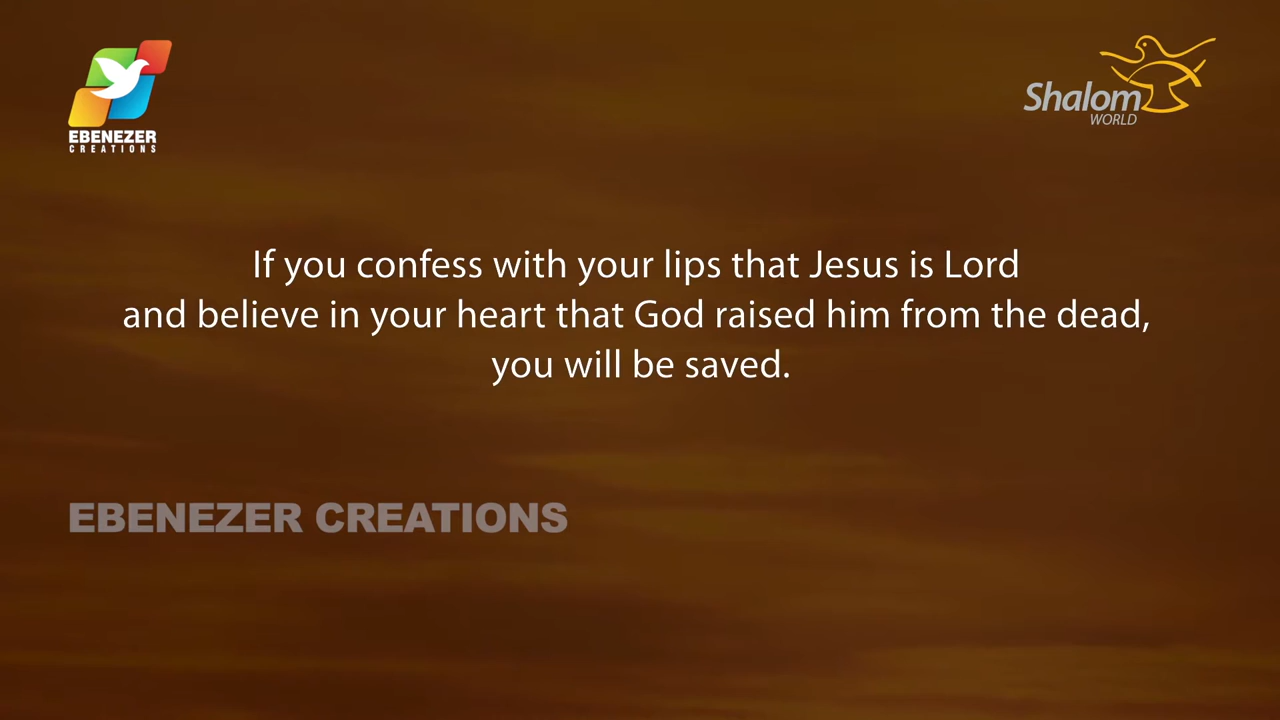 EBENEZER
CREATIONS
Shalom
WORLD
If you confess with your lips that Jesus is Lord
and believe in your heart that God raised him from the dead,
you will be saved.
EBENEZER CREATIONS